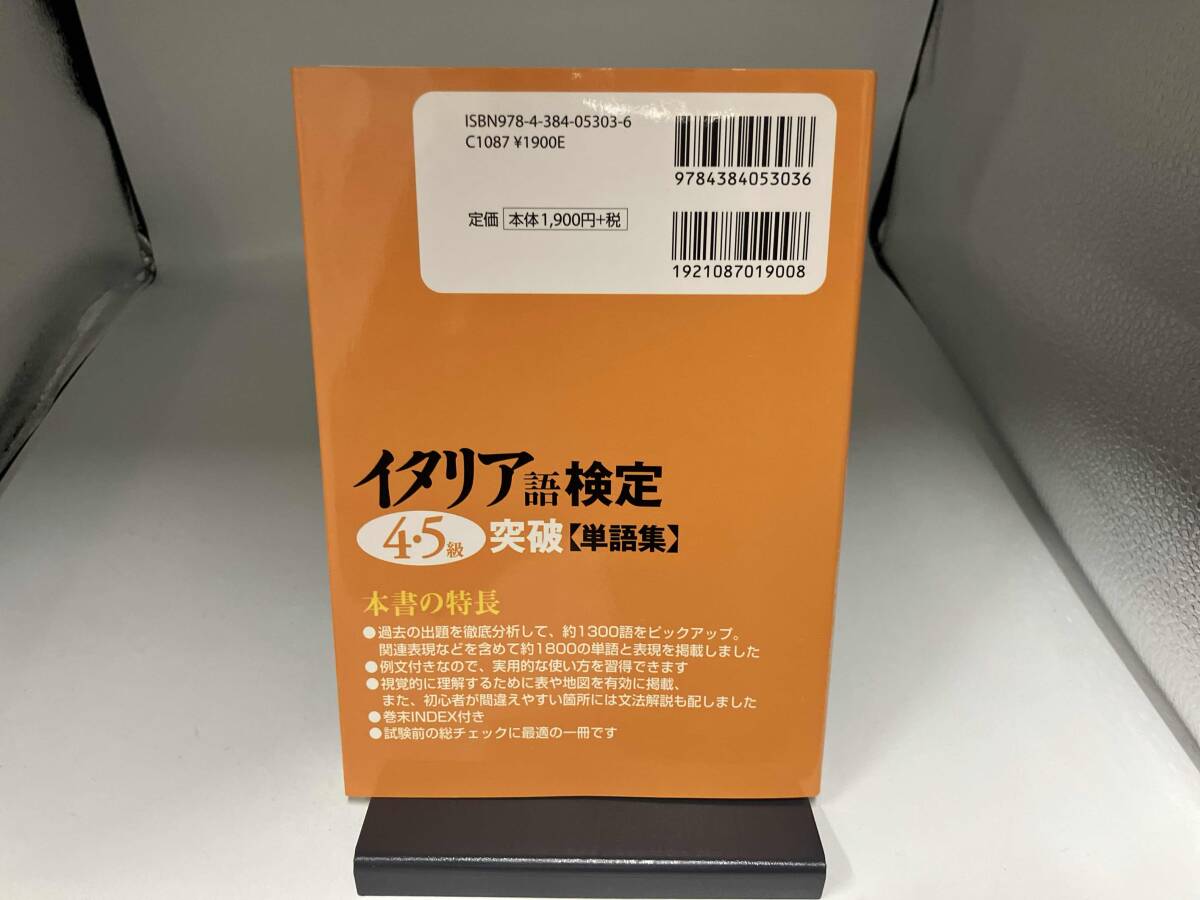 ISBN978-4-384-05303-6
C1087 ¥1900E
9784384053036
定価 本体1,900円+税
1921087019008
イタリア語検定
4・5級 突破【単語集】
本書の特長
●過去の出題を徹底分析して、約1300語をピックアップ。
関連表現などを含めて約1800の単語と表現を掲載しました
●例文付きなので、実用的な使い方を習得できます
●視覚的に理解するために表や地図を有効に掲載、
また、初心者が間違えやすい箇所には文法解説も配しました
●巻末INDEX付き
●試験前の総チェックに最適の一冊です